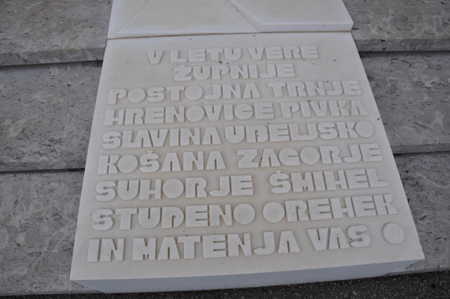 V LETU VERE
ŽUPNIJE
POSTOJNA TRNJE
HRENOVICE PIVKA
SLAVINA UBELJSKO
KOŠANA ZAGORJE
SUHORJE ŠMIHEL
STUDENO OREHEK
IN MATENJA VAS